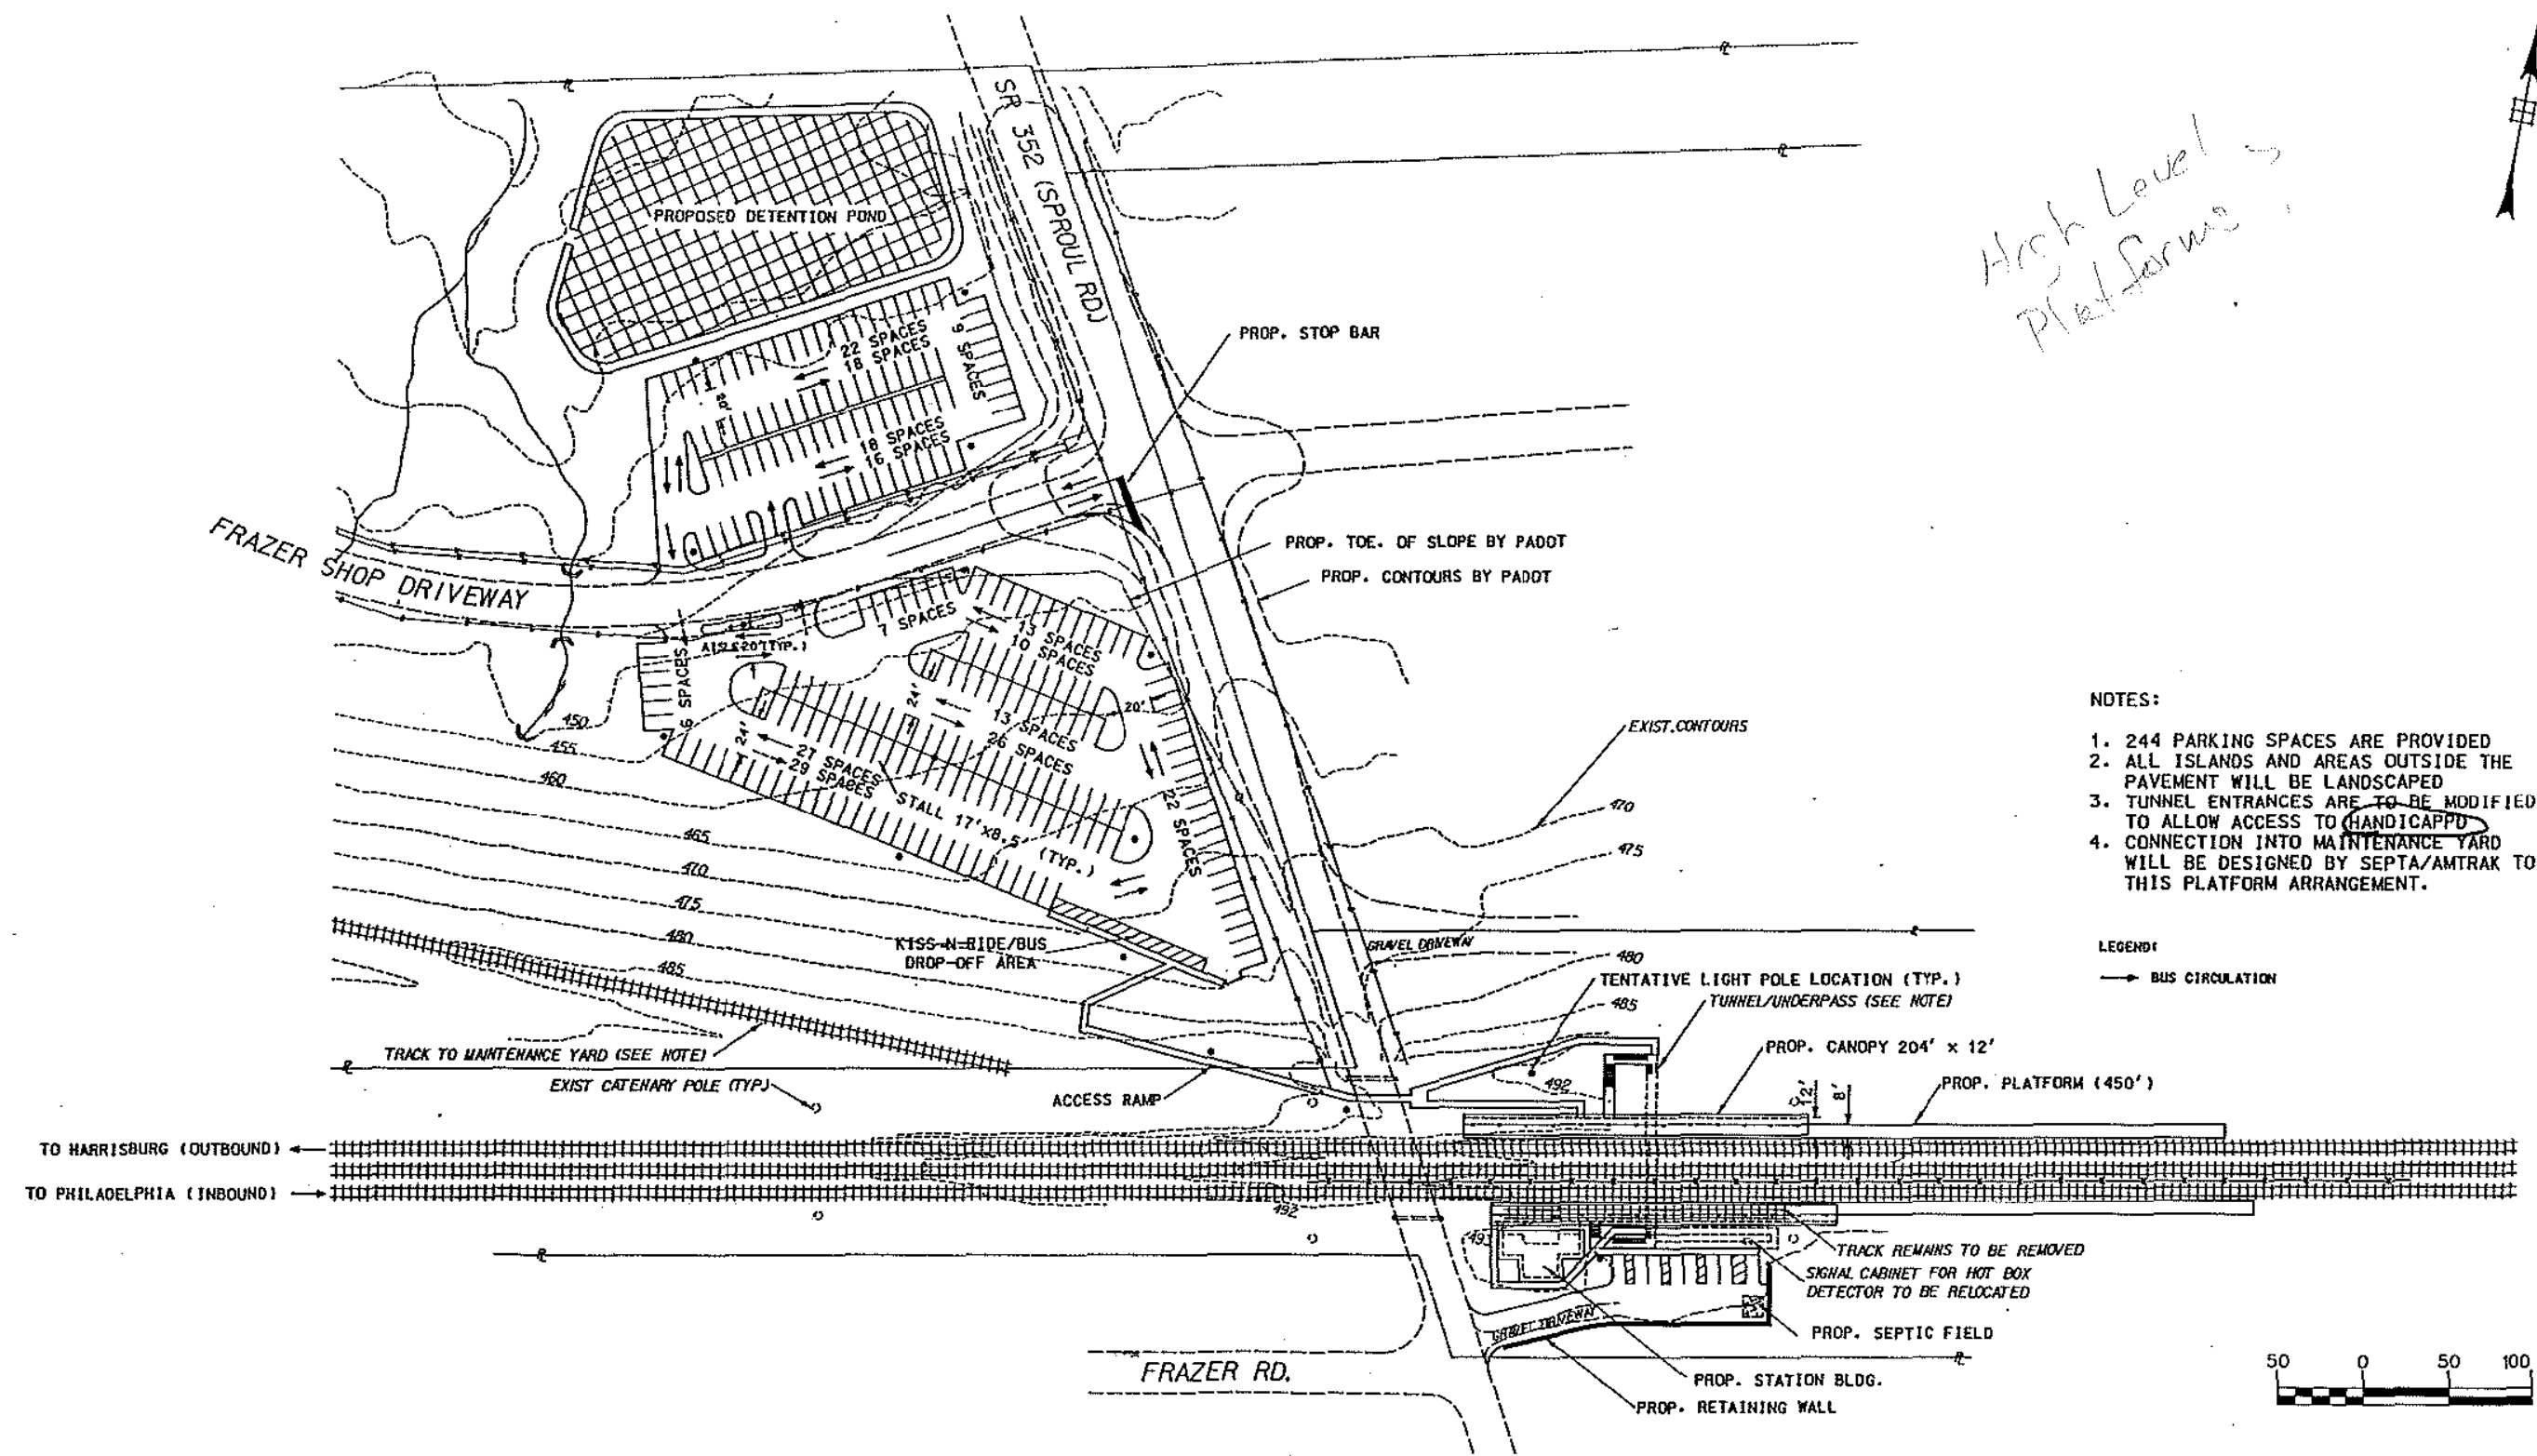 SR 352 (SPROUL RD.)
High Level
Platforms
PROPOSED DETENTION POND
22 SPACES
18 SPACES
9 SPACES
20'
18 SPACES
16 SPACES
PROP. STOP BAR
PROP. TOE. OF SLOPE BY PADOT
PROP. CONTOURS BY PADOT
FRAZER SHOP DRIVEWAY
7 SPACES
13 SPACES
10 SPACES
AISLE 20'(TYP.)
6 SPACES
24'
13 SPACES
26 SPACES
20'
24'
27 SPACES
29 SPACES
STALL 17'x8.5' (TYP.)
22 SPACES
EXIST. CONTOURS
450
455
460
465
470
475
480
485
470
475
480
485
NOTES:
1. 244 PARKING SPACES ARE PROVIDED
2. ALL ISLANDS AND AREAS OUTSIDE THE
PAVEMENT WILL BE LANDSCAPED
3. TUNNEL ENTRANCES ARE TO BE MODIFIED
TO ALLOW ACCESS TO HANDICAPPD
4. CONNECTION INTO MAINTENANCE YARD
WILL BE DESIGNED BY SEPTA/AMTRAK TO
THIS PLATFORM ARRANGEMENT.
LEGEND:
BUS CIRCULATION
KISS-N-RIDE/BUS
DROP-OFF AREA
GRAVEL DRIVEWAY
TENTATIVE LIGHT POLE LOCATION (TYP.)
TUNNEL/UNDERPASS (SEE NOTE)
TRACK TO MAINTENANCE YARD (SEE NOTE)
EXIST CATENARY POLE (TYP.)
ACCESS RAMP
492
PROP. CANOPY 204' x 12'
PROP. PLATFORM (450')
12'
8'
TO HARRISBURG (OUTBOUND)
TO PHILADELPHIA (INBOUND)
492
493
TRACK REMAINS TO BE REMOVED
SIGNAL CABINET FOR HOT BOX
DETECTOR TO BE RELOCATED
GRAVEL DRIVEWAY
PROP. SEPTIC FIELD
FRAZER RD.
PROP. STATION BLDG.
PROP. RETAINING WALL
50 0 50 100